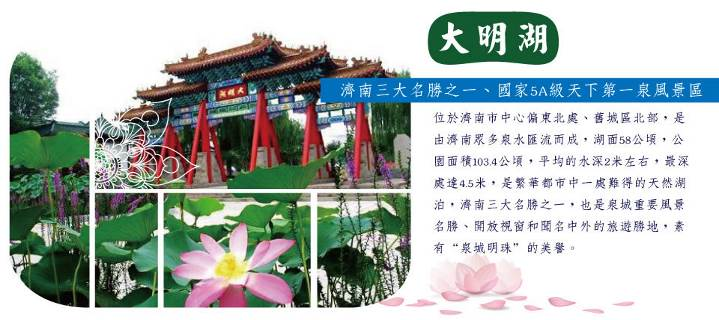 大明湖
濟南三大名勝之一、國家5A級天下第一泉風景區
位於濟南市中心偏東北處、舊城區北部，是
由濟南眾多泉水匯流而成，湖面58公頃，公
園面積103.4公頃，平均的水深2米左右，最深
處達4.5米，是繁華都市中一處難得的天然湖
泊，濟南三大名勝之一，也是泉城重要風景
名勝、開放視窗和聞名中外的旅遊勝地，素
有“泉城明珠”的美譽。
湖明大